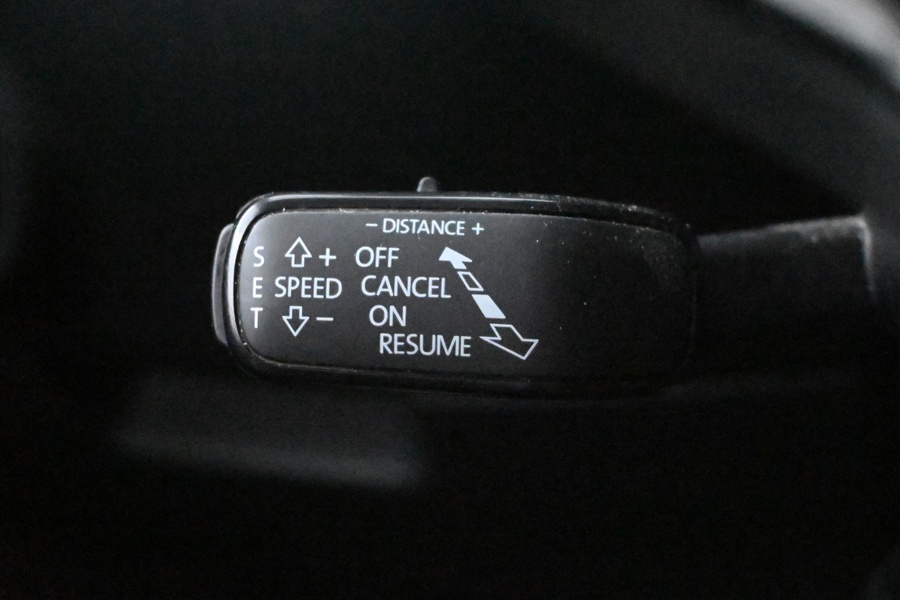 - DISTANCE +
S + OFF
E SPEED CANCEL
T - ON
RESUME